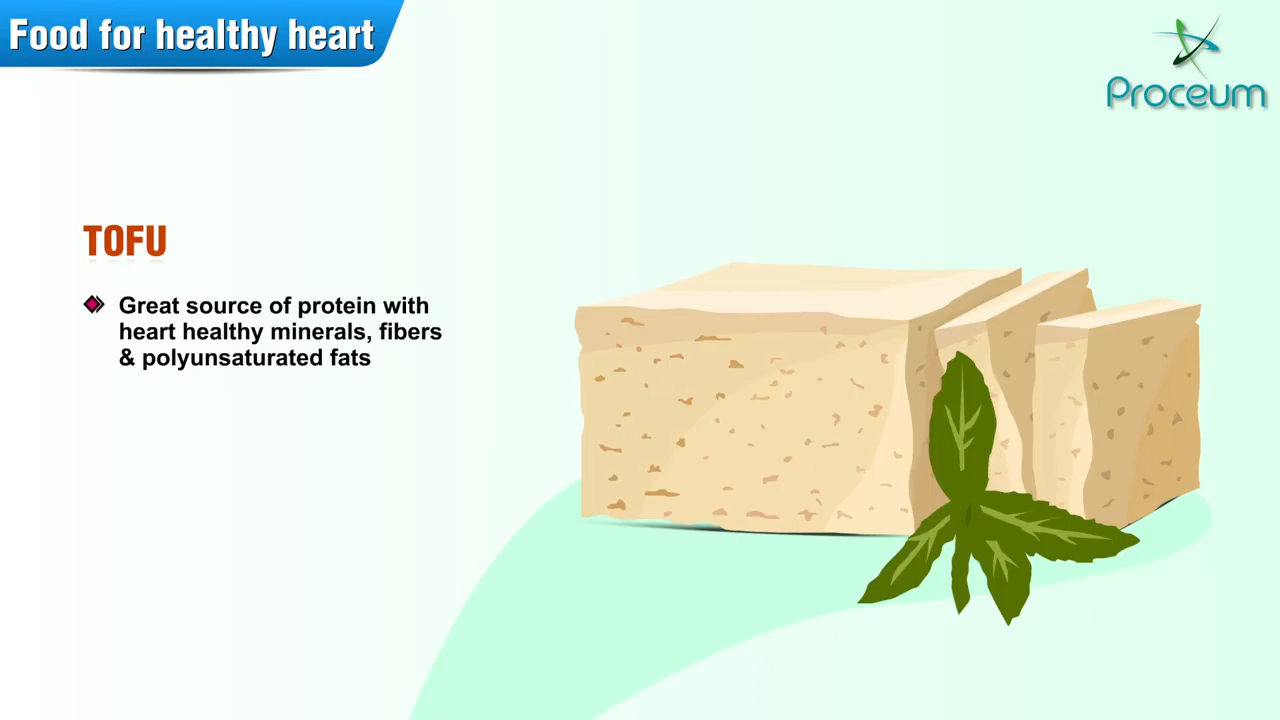 Food for healthy heart
Proceum
TOFU
Great source of protein with
heart healthy minerals, fibers
& polyunsaturated fats